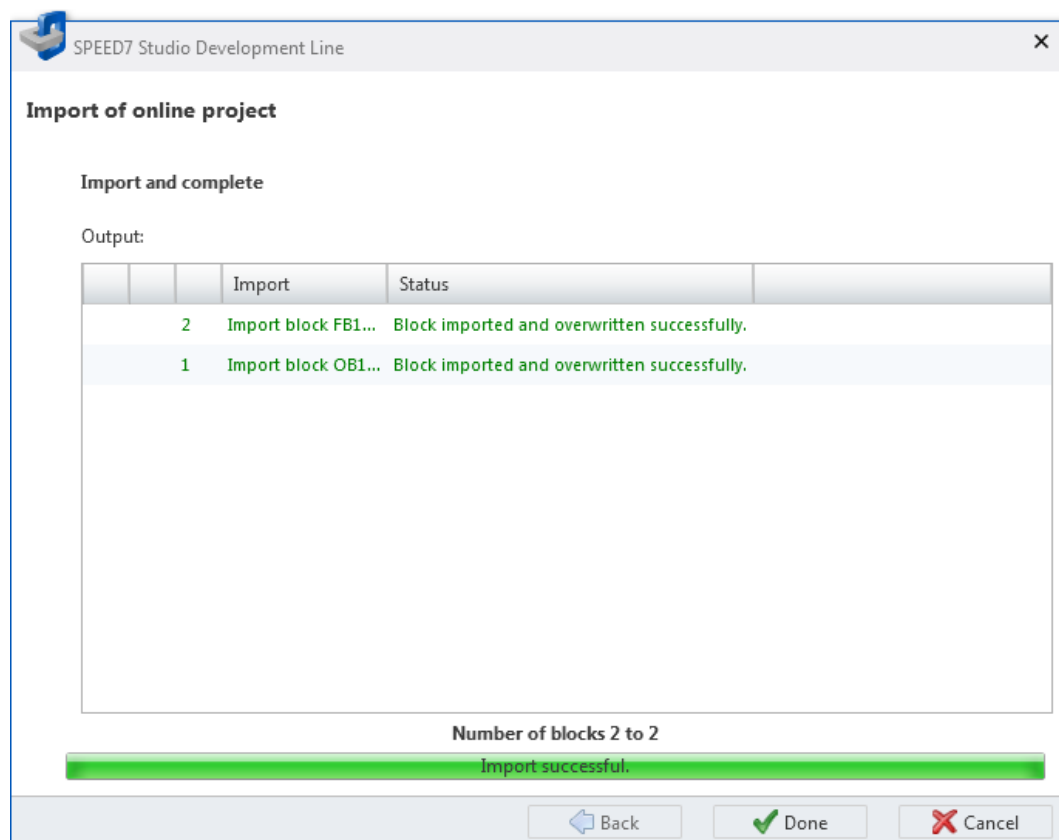 SPEED7 Studio Development Line
Import of online project
Import and complete
Output:
Import Status
2 Import block FB1... Block imported and overwritten successfully.
1 Import block OB1... Block imported and overwritten successfully.
Number of blocks 2 to 2
Import successful.
Back Done Cancel